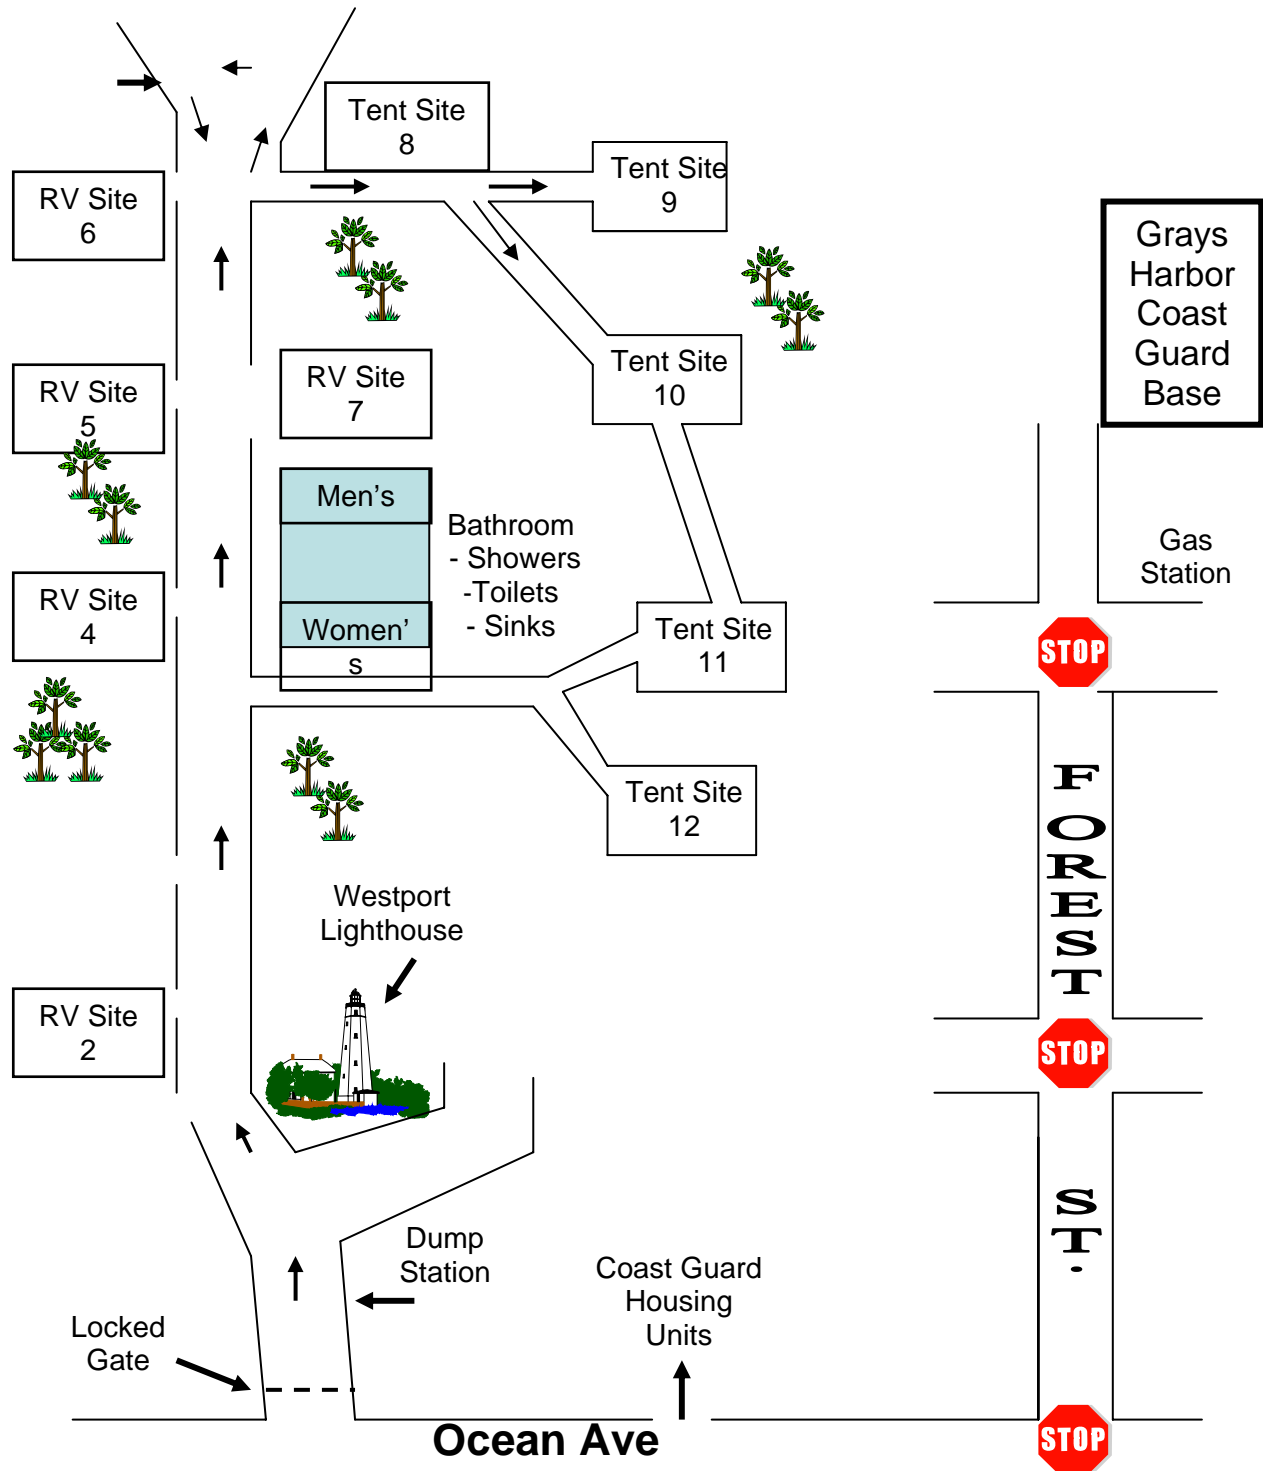 Tent Site
8
Tent Site
9
RV Site
6
Grays
Harbor
Coast
Guard
Base
RV Site
5
RV Site
7
Tent Site
10
Men's
Bathroom
- Showers
-Toilets
- Sinks
Gas
Station
RV Site
4
Women'
s
Tent Site
11
STOP
Tent Site
12
FOREST
Westport
Lighthouse
RV Site
2
STOP
ST.
Dump
Station
Coast Guard
Housing
Units
Locked
Gate
Ocean Ave
STOP